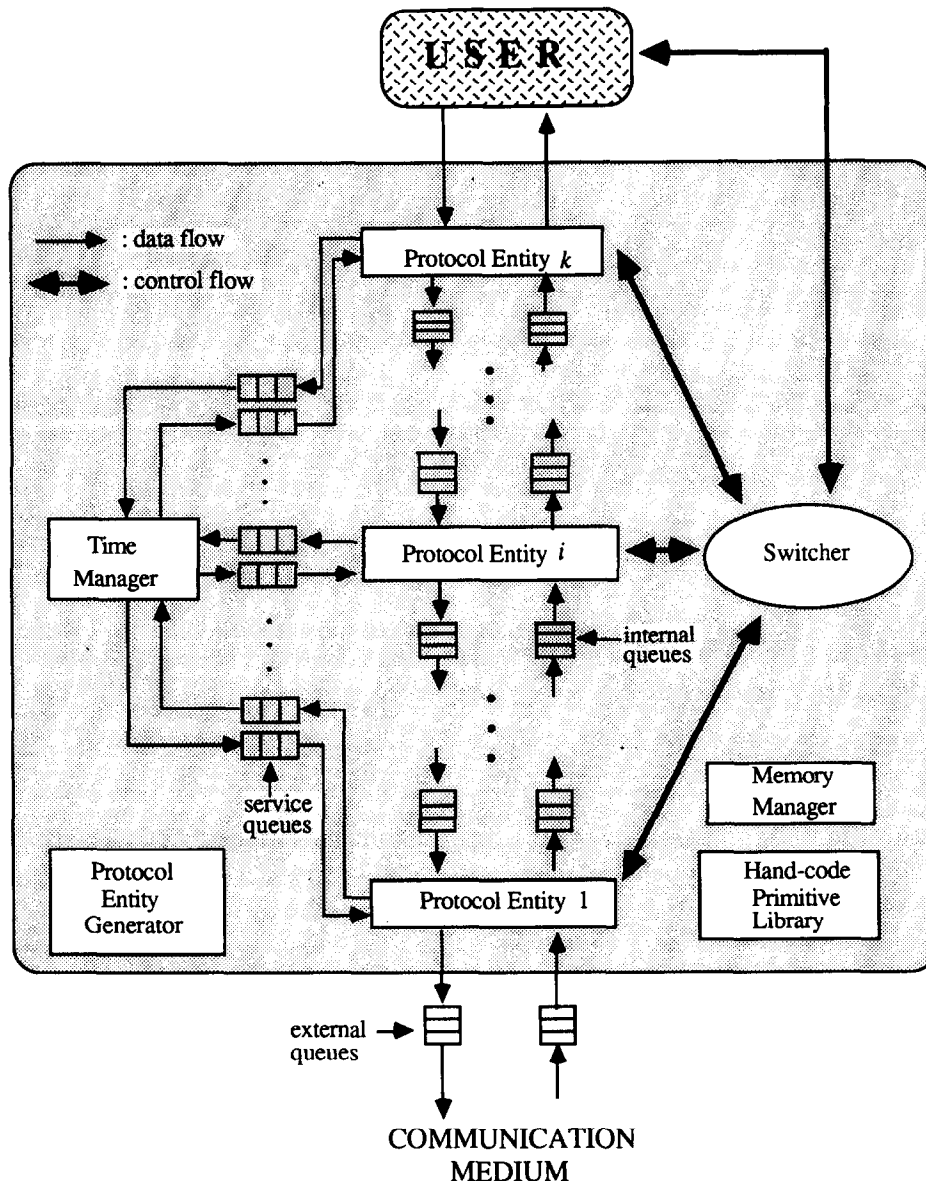 USER
: data flow
: control flow
Protocol Entity k
Time
Manager
Protocol Entity i
Switcher
internal
queues
service
queues
Memory
Manager
Protocol
Entity
Generator
Protocol Entity 1
Hand-code
Primitive
Library
external
queues
COMMUNICATION
MEDIUM